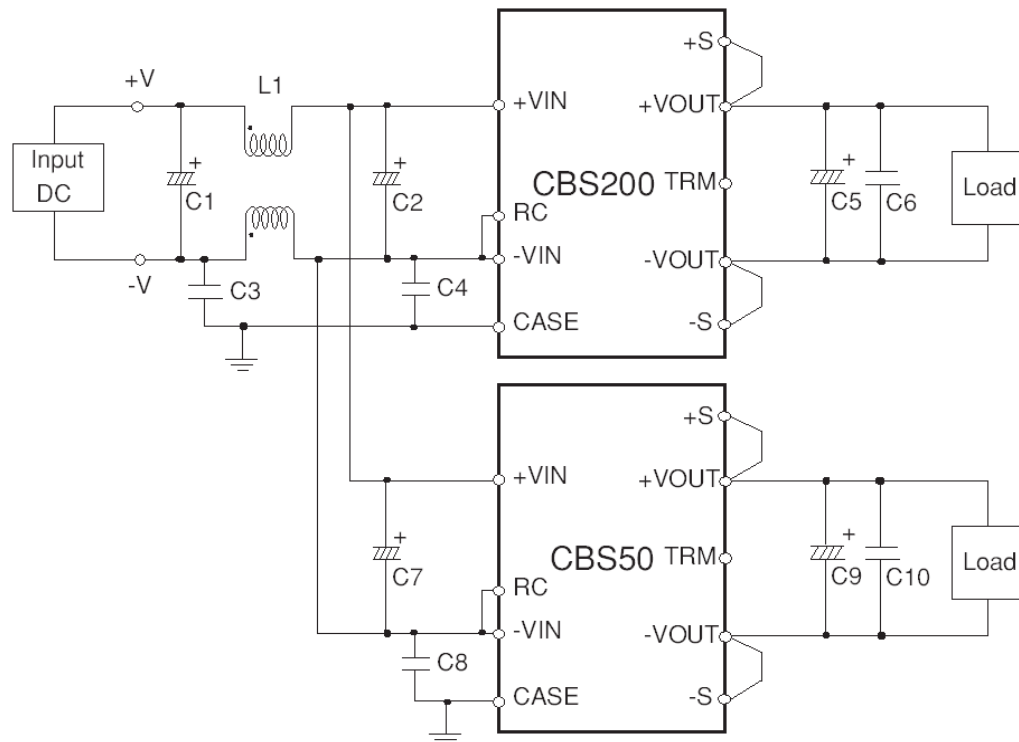 +V
L1
Input
DC
C1
+
-V
C3
C2
+
C4
+VIN
RC
-VIN
CASE
CBS200
+S
+VOUT
TRM
-VOUT
-S
+
C5
C6
Load
C7
+
C8
+VIN
RC
-VIN
CASE
CBS50
+S
+VOUT
TRM
-VOUT
-S
+
C9
C10
Load